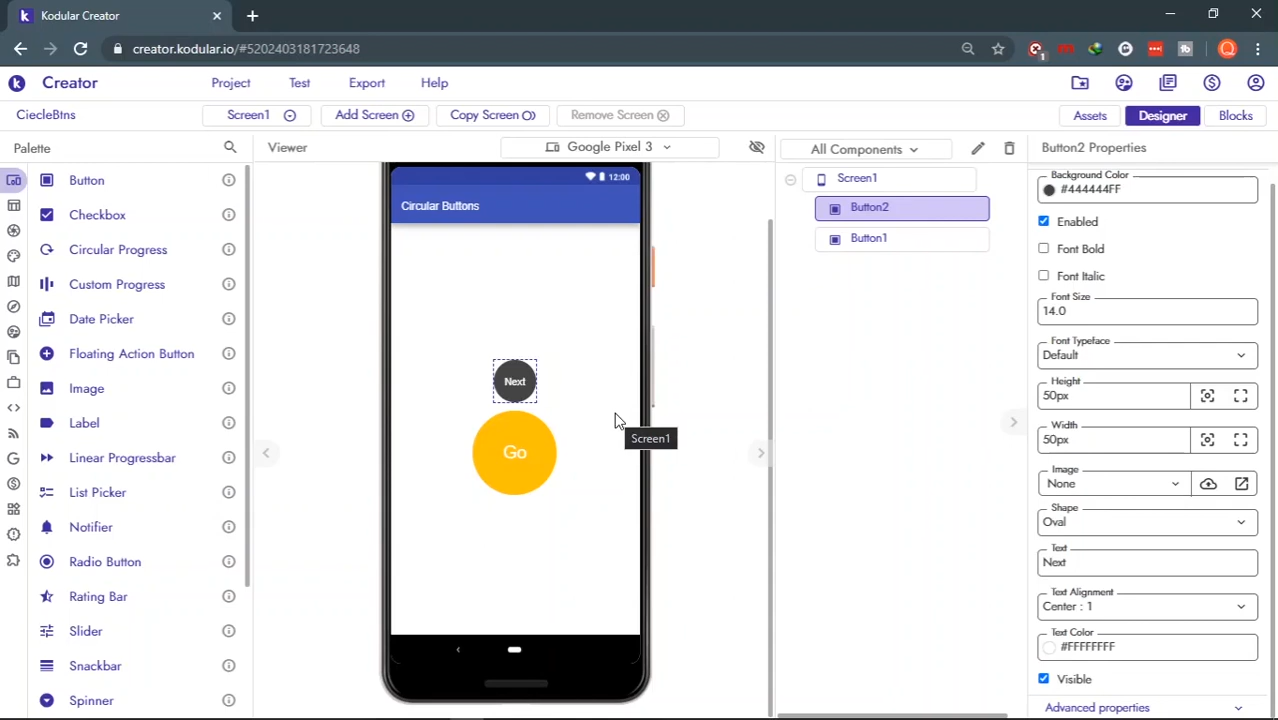 Kodular Creator
creator.kodular.io/#5202403181723648
1
Creator
Project
Test
Export
Help
CiecleBtns
Screen1
Add Screen
Copy Screen
Remove Screen
Assets
Designer
Blocks
Palette
Viewer
Google Pixel 3
All Components
Button2 Properties
Button
Checkbox
Circular Progress
Custom Progress
Date Picker
Floating Action Button
Image
Label
Linear Progressbar
List Picker
Notifier
Radio Button
Rating Bar
Slider
Snackbar
Spinner
12:00
Circular Buttons
Next
Go
Screen1
Screen1
Button2
Button1
Background Color
#444444FF
Enabled
Font Bold
Font Italic
Font Size
14.0
Font Typeface
Default
Height
50px
Width
50px
Image
None
Shape
Oval
Text
Next
Text Alignment
Center : 1
Text Color
#FFFFFFFF
Visible
Advanced properties